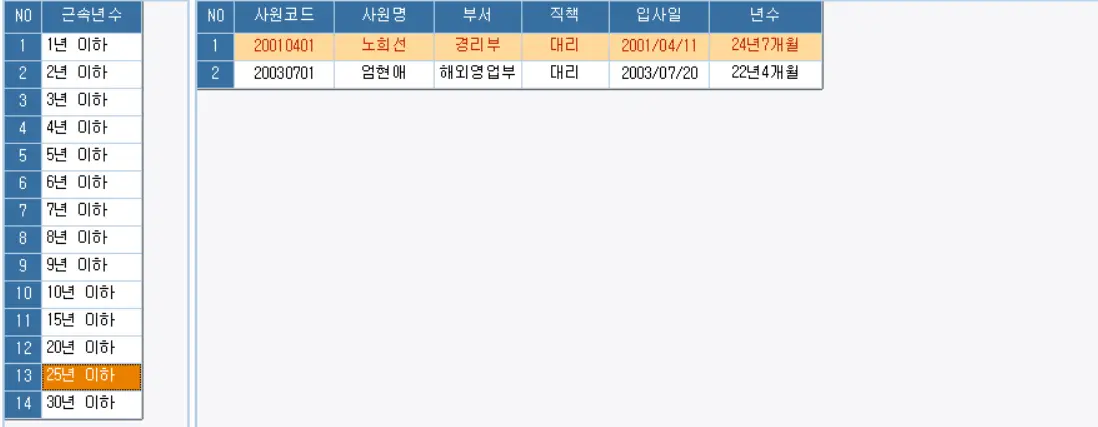 NO 근속년수
1 1년 이하
2 2년 이하
3 3년 이하
4 4년 이하
5 5년 이하
6 6년 이하
7 7년 이하
8 8년 이하
9 9년 이하
10 10년 이하
11 15년 이하
12 20년 이하
13 25년 이하
14 30년 이하
NO 사원코드 사원명 부서 직책 입사일 년수
1 20010401 노희선 경리부 대리 2001/04/11 24년7개월
2 20030701 엄현애 해외영업부 대리 2003/07/20 22년4개월